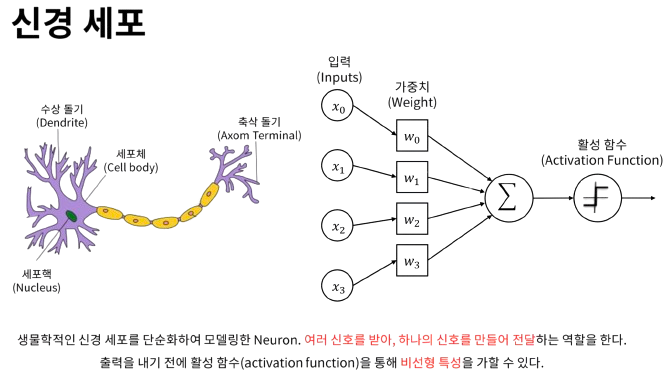 신경 세포
입력
(Inputs)
가중치
(Weight)
수상 돌기
(Dendrite)
세포체
(Cell body)
축삭 돌기
(Axom Terminal)
세포핵
(Nucleus)
x0
x1
x2
x3
w0
w1
w2
w3
∑
활성 함수
(Activation Function)
생물학적인 신경 세포를 단순화하여 모델링한 Neuron. 여러 신호를 받아, 하나의 신호를 만들어 전달하는 역할을 한다.
출력을 내기 전에 활성 함수(activation function)을 통해 비선형 특성을 가할 수 있다.